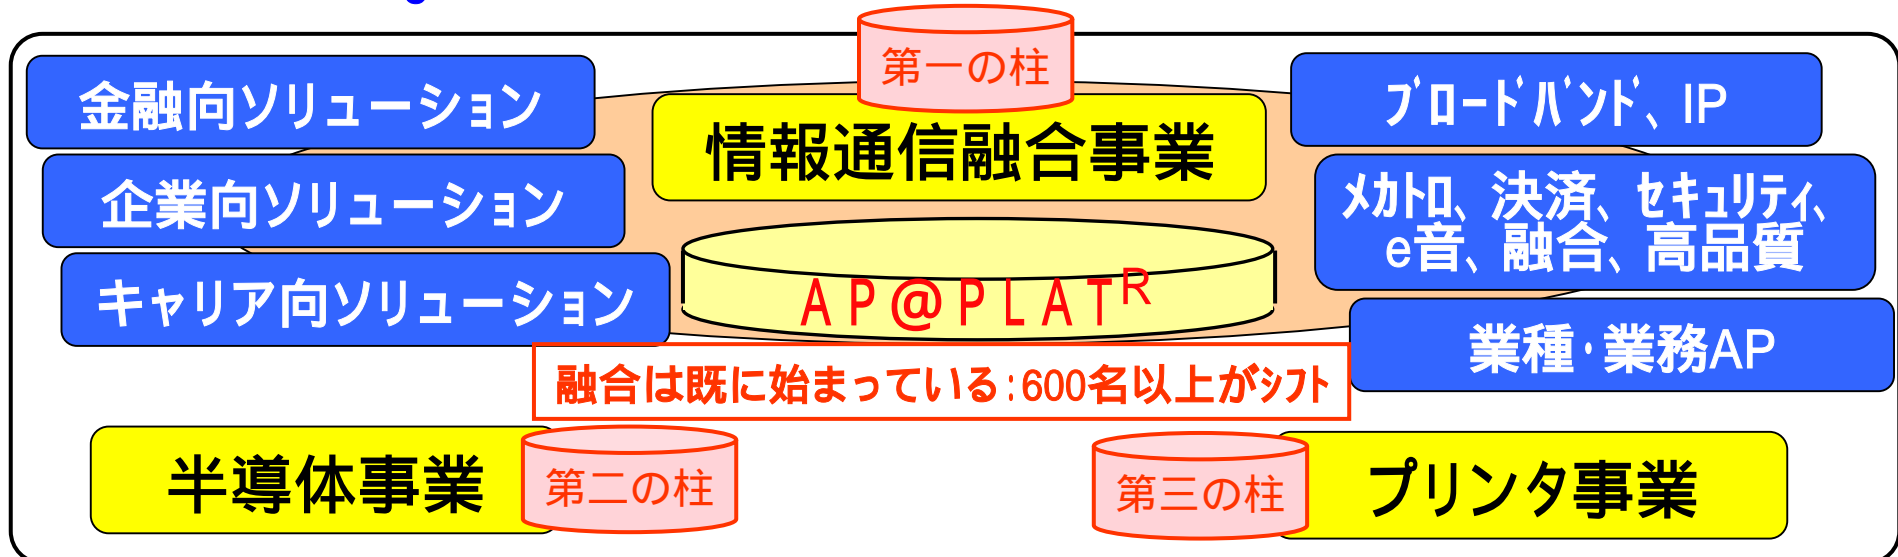 第一の柱
金融向ソリューション
情報通信融合事業
ﾌﾞﾛｰﾄﾞﾊﾞﾝﾄﾞ、IP
企業向ソリューション
ﾒｶﾄﾛ、決済、ｾｷｭﾘﾃｨ、
e音、融合、高品質
キャリア向ソリューション
ＡＰ＠ＰＬＡＴR
業種・業務AP
融合は既に始まっている:600名以上がｼﾌﾄ
半導体事業
第二の柱
第三の柱
プリンタ事業